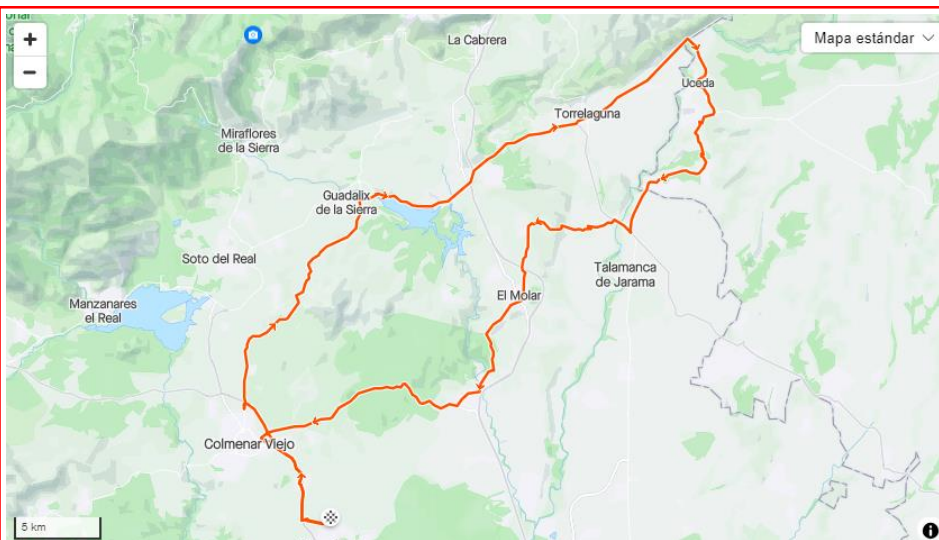 +
−
Mapa estándar
La Cabrera
Uceda
Torrelaguna
Miraflores
de la Sierra
Guadalix
de la Sierra
Soto del Real
Talamanca
de Jarama
El Molar
Manzanares
el Real
Colmenar Viejo
5 km